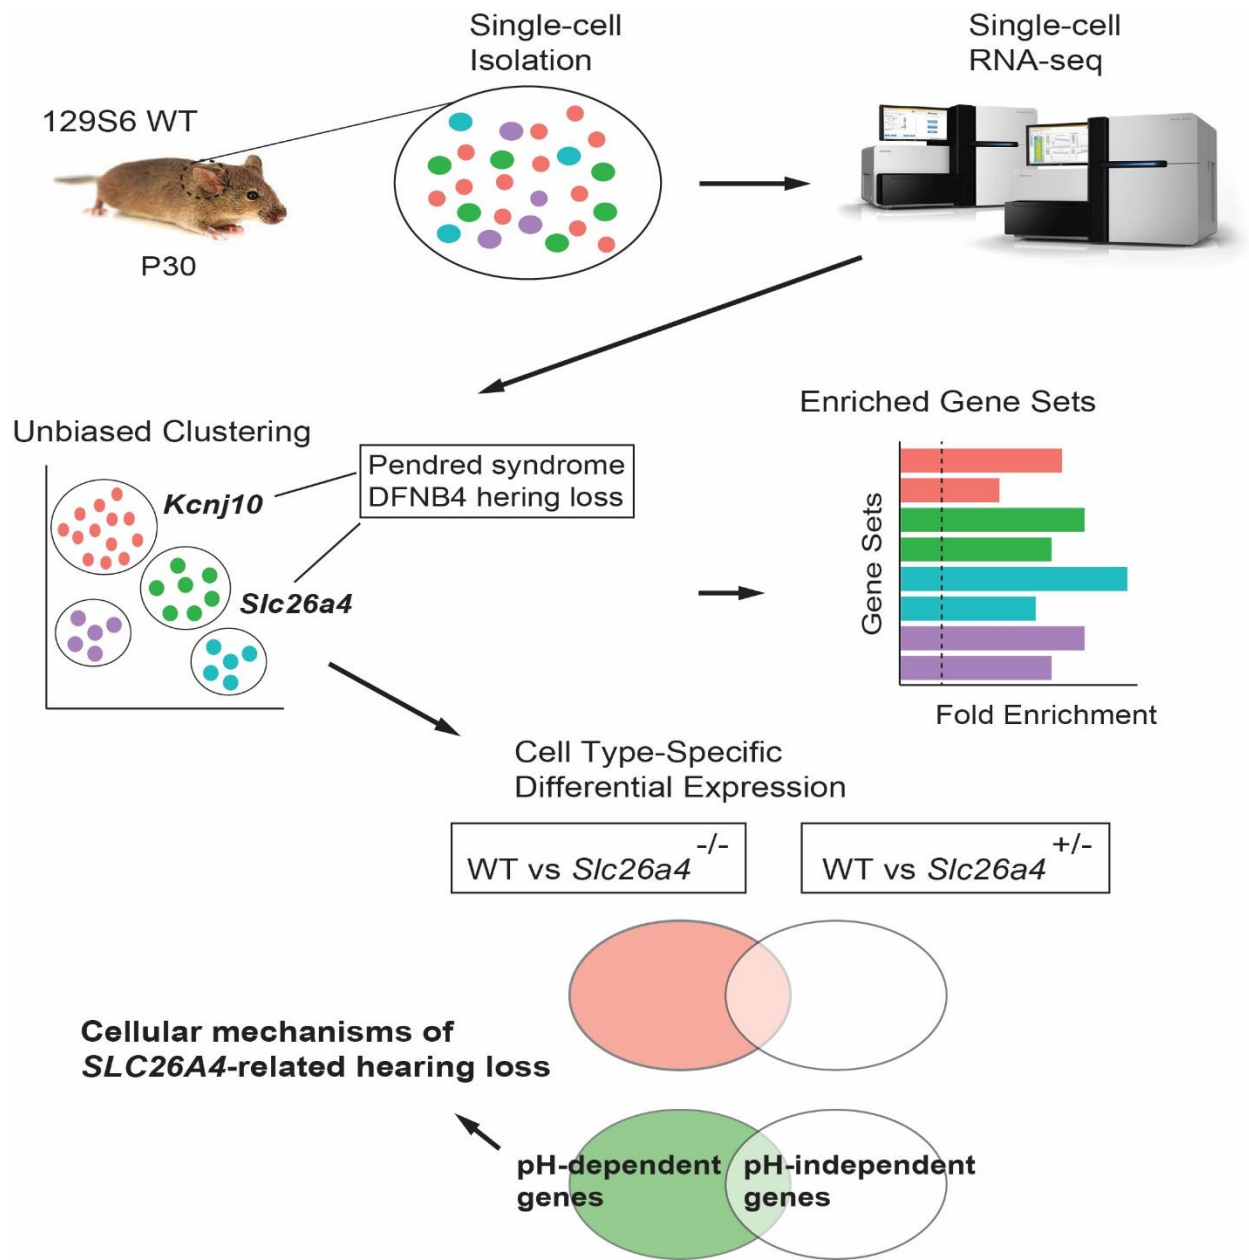 Single-cell
Isolation
Single-cell
RNA-seq
129S6 WT
P30
Unbiased Clustering
Kcnj10
Slc26a4
Pendred syndrome
DFNB4 hering loss
Enriched Gene Sets
Gene Sets
Fold Enrichment
Cell Type-Specific
Differential Expression
WT vs Slc26a4 -/-
WT vs Slc26a4 +/-
Cellular mechanisms of
SLC26A4-related hearing loss
pH-dependent
genes
pH-independent
genes